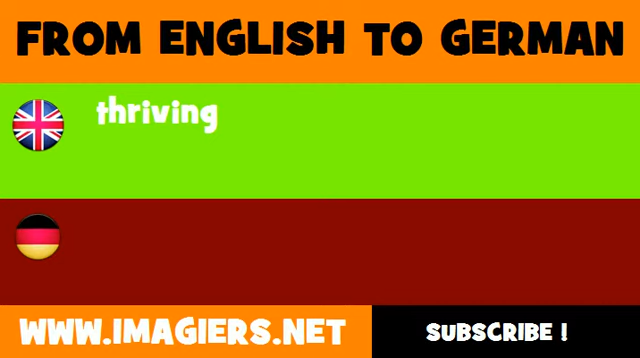 FROM ENGLISH TO GERMAN
thriving
WWW.IMAGIERS.NET
SUBSCRIBE !